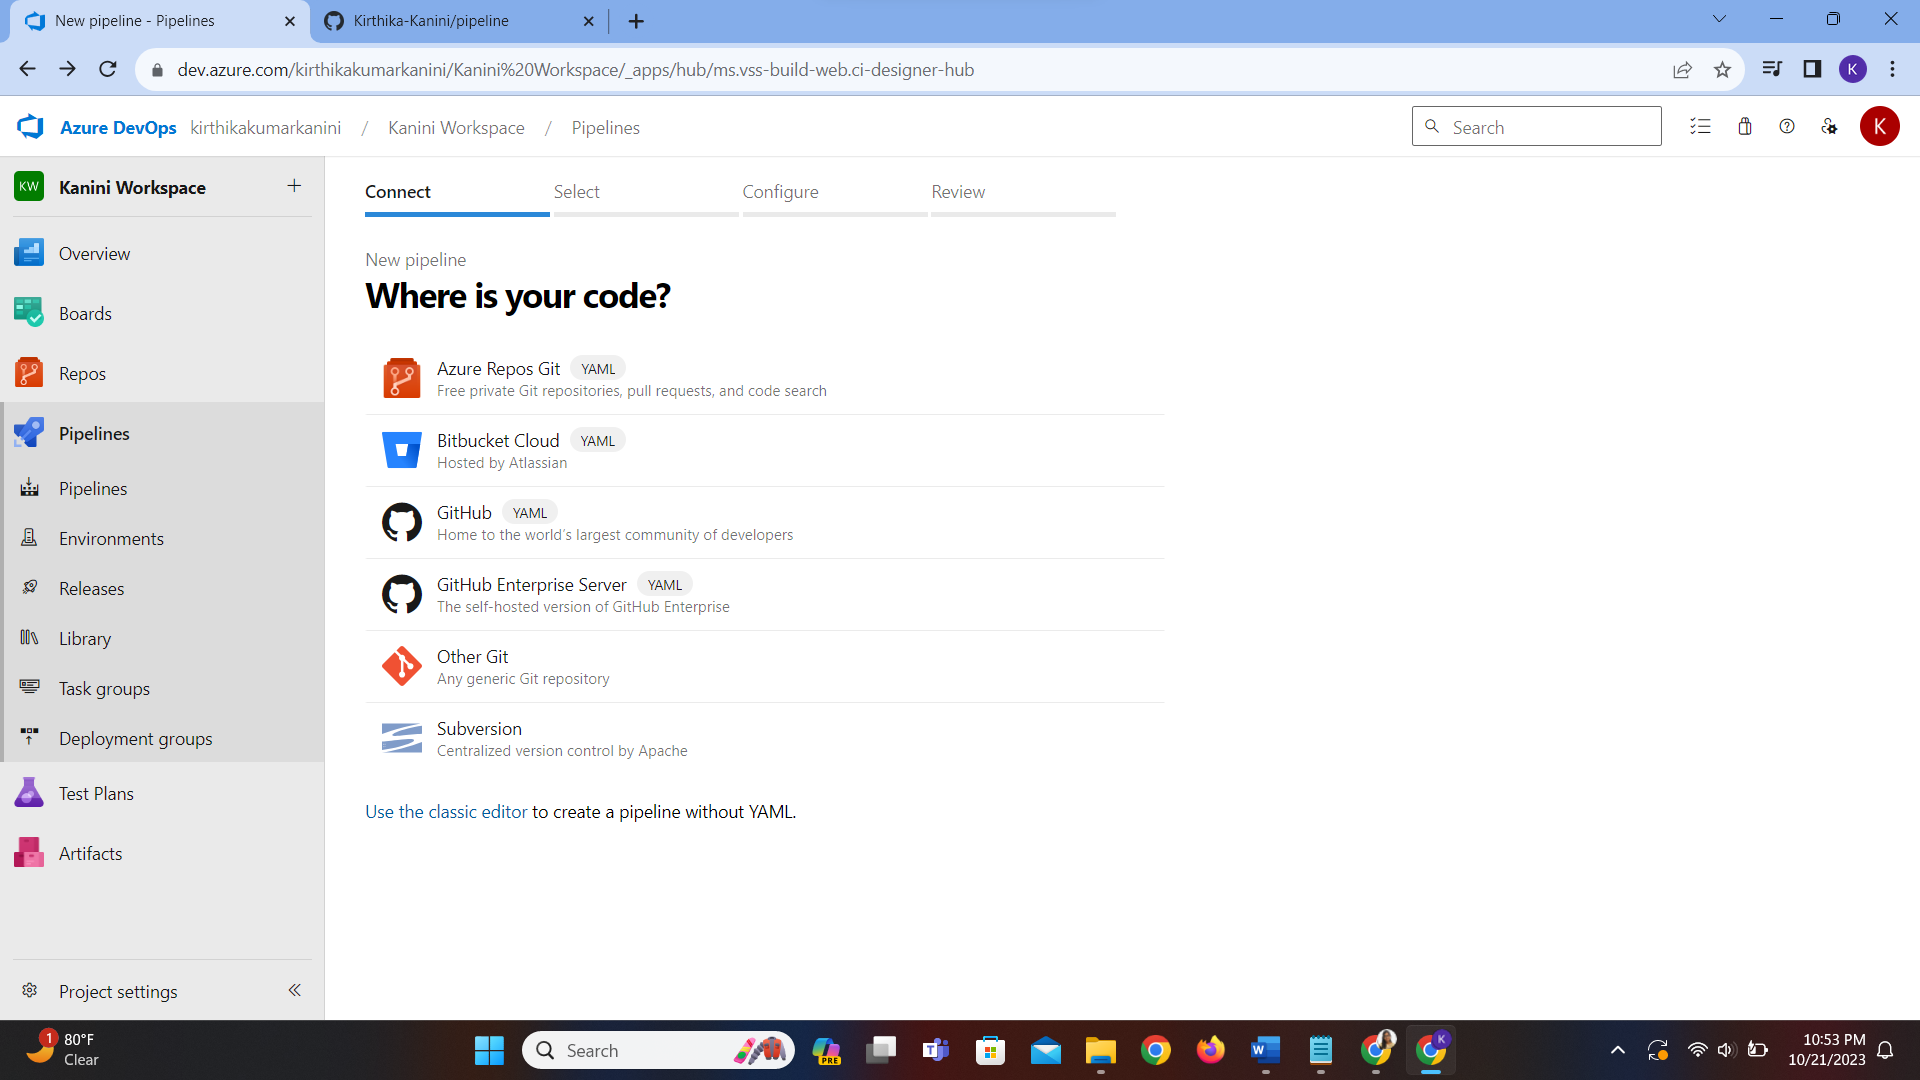 New pipeline - Pipelines
Kirthika-Kanini/pipeline
dev.azure.com/kirthikakumarkanini/Kanini%20Workspace/_apps/hub/ms.vss-build-web.ci-designer-hub
K
Azure DevOps kirthikakumarkanini / Kanini Workspace / Pipelines
Search
K
KW Kanini Workspace
Overview
Boards
Repos
Pipelines
Pipelines
Environments
Releases
Library
Task groups
Deployment groups
Test Plans
Artifacts
Project settings
Connect Select Configure Review
New pipeline
Where is your code?
Azure Repos Git YAML
Free private Git repositories, pull requests, and code search
Bitbucket Cloud YAML
Hosted by Atlassian
GitHub YAML
Home to the world's largest community of developers
GitHub Enterprise Server YAML
The self-hosted version of GitHub Enterprise
Other Git
Any generic Git repository
Subversion
Centralized version control by Apache
Use the classic editor to create a pipeline without YAML.
1
80°F
Clear
Search
PRE
T
W
K
10:53 PM
10/21/2023